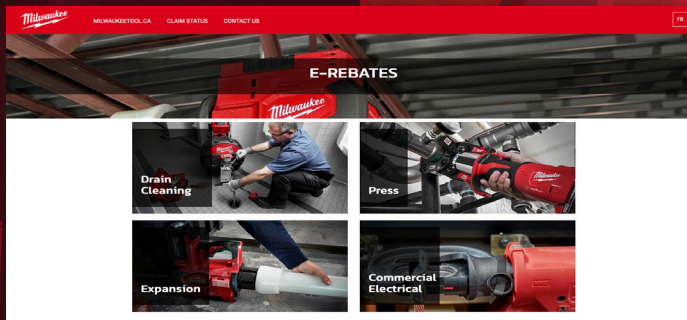 Milwaukee
MILWAUKEETOOL.CA CLAIM STATUS CONTACT US FR
E-REBATES
Milwaukee
Drain
Cleaning
Press
Milwaukee
Expansion
Commercial
Electrical